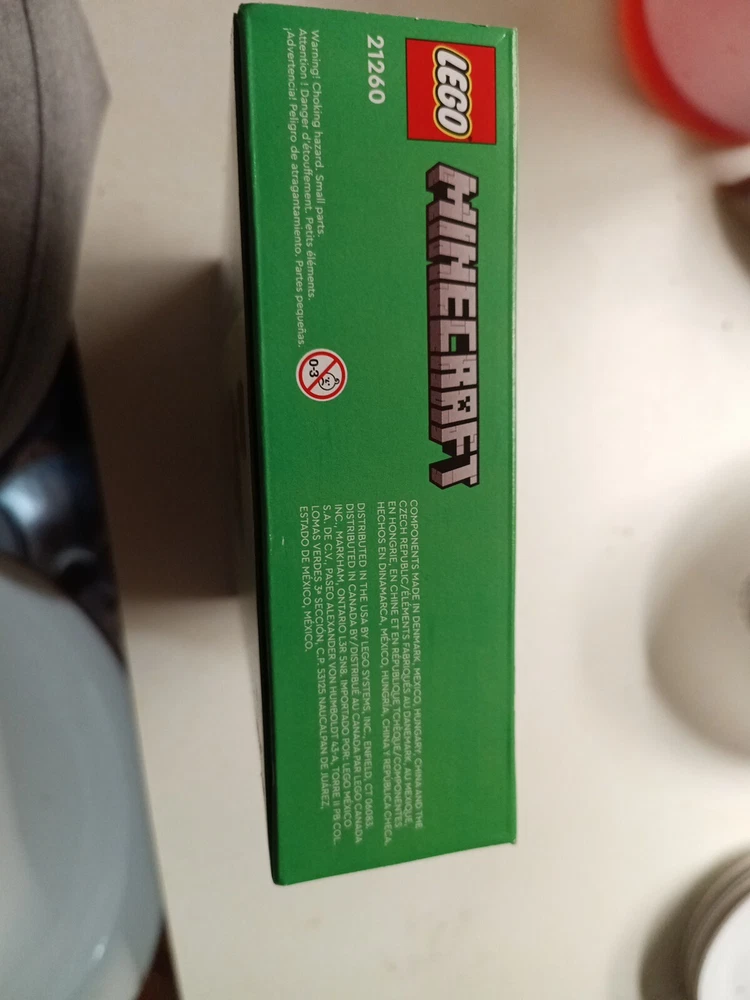 LEGO
MINECRAFT
21260
Warning! Choking hazard. Small parts.
Attention ! Danger d'étouffement. Petits éléments.
¡Advertencia! Peligro de atragantamiento. Partes pequeñas.
0-3
COMPONENTS MADE IN DENMARK, MEXICO, HUNGARY, CHINA AND THE
CZECH REPUBLIC/ÉLÉMENTS FABRIQUÉS AU DANEMARK, AU MEXIQUE,
EN HONGRIE, EN CHINE ET EN RÉPUBLIQUE TCHÈQUE/COMPONENTES
HECHOS EN DINAMARCA, MÉXICO, HUNGRÍA, CHINA Y REPÚBLICA CHECA.
DISTRIBUTED IN THE USA BY LEGO SYSTEMS, INC., ENFIELD, CT 06083.
DISTRIBUTED IN CANADA BY/DISTRIBUÉ AU CANADA PAR LEGO CANADA
INC., MARKHAM, ONTARIO L3R 5N8. IMPORTADO POR: LEGO MÉXICO
S.A. DE C.V., PASEO ALEXANDER VON HUMBOLDT 43-A, TORRE II PB COL.
LOMAS VERDES 3ª SECCIÓN, C.P. 53125 NAUCALPAN DE JUÁREZ,
ESTADO DE MÉXICO, MÉXICO.